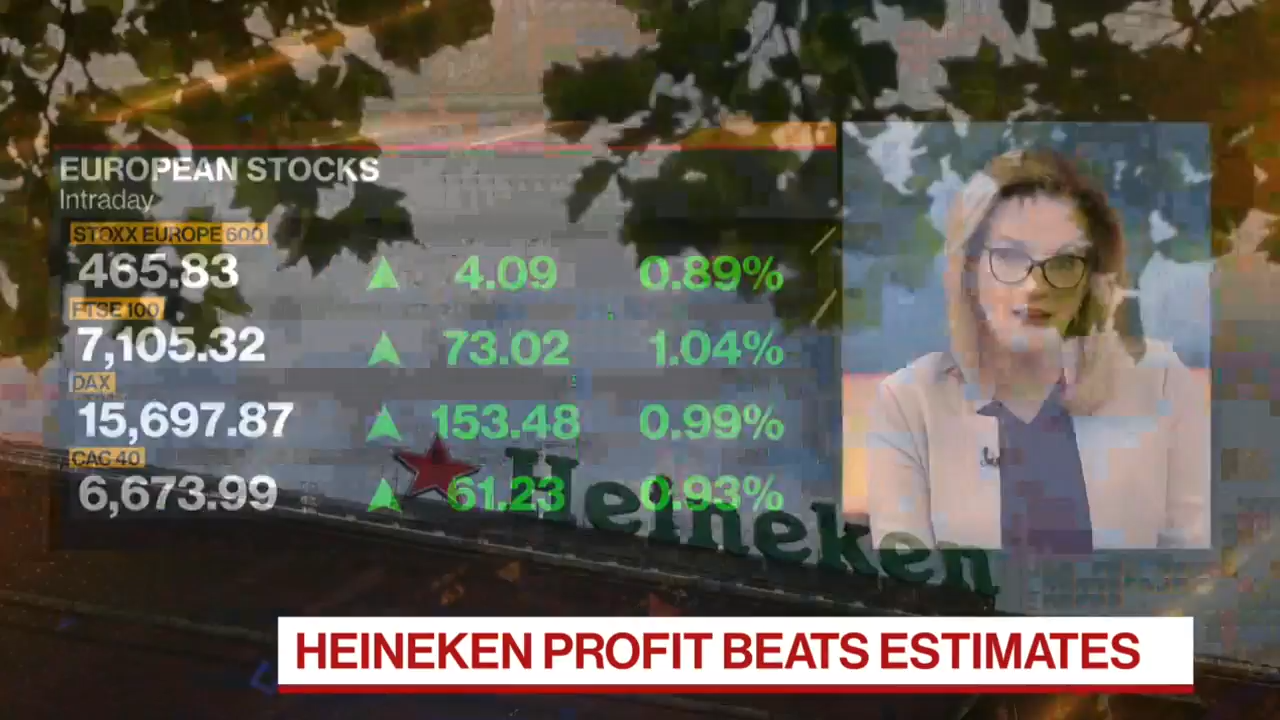 EUROPEAN STOCKS
Intraday
STOXX EUROPE 600
465.83 ▲ 4.09 0.89%
FTSE 100
7,105.32 ▲ 73.02 1.04%
DAX
15,697.87 ▲ 153.48 0.99%
CAC 40
6,673.99 ▲ 61.23 0.93%
Heineken
HEINEKEN PROFIT BEATS ESTIMATES